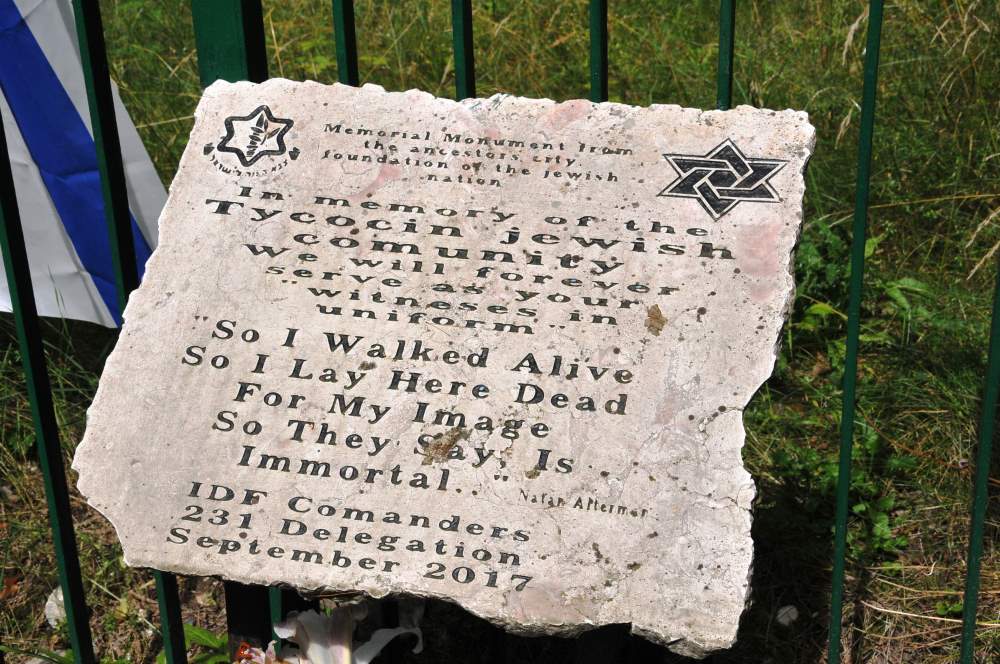 Memorial Monument from
the ancestors city,
foundation of the jewish
nation
In memory of the
Tycocin jewish
comunity
We will forever
serve as your
"witneses in
uniform"
"So I Walked Alive
So I Lay Here Dead
For My Image
So They Say, Is
Immortal.. "
Natan Alterman
IDF Comanders
231 Delegation
September 2017